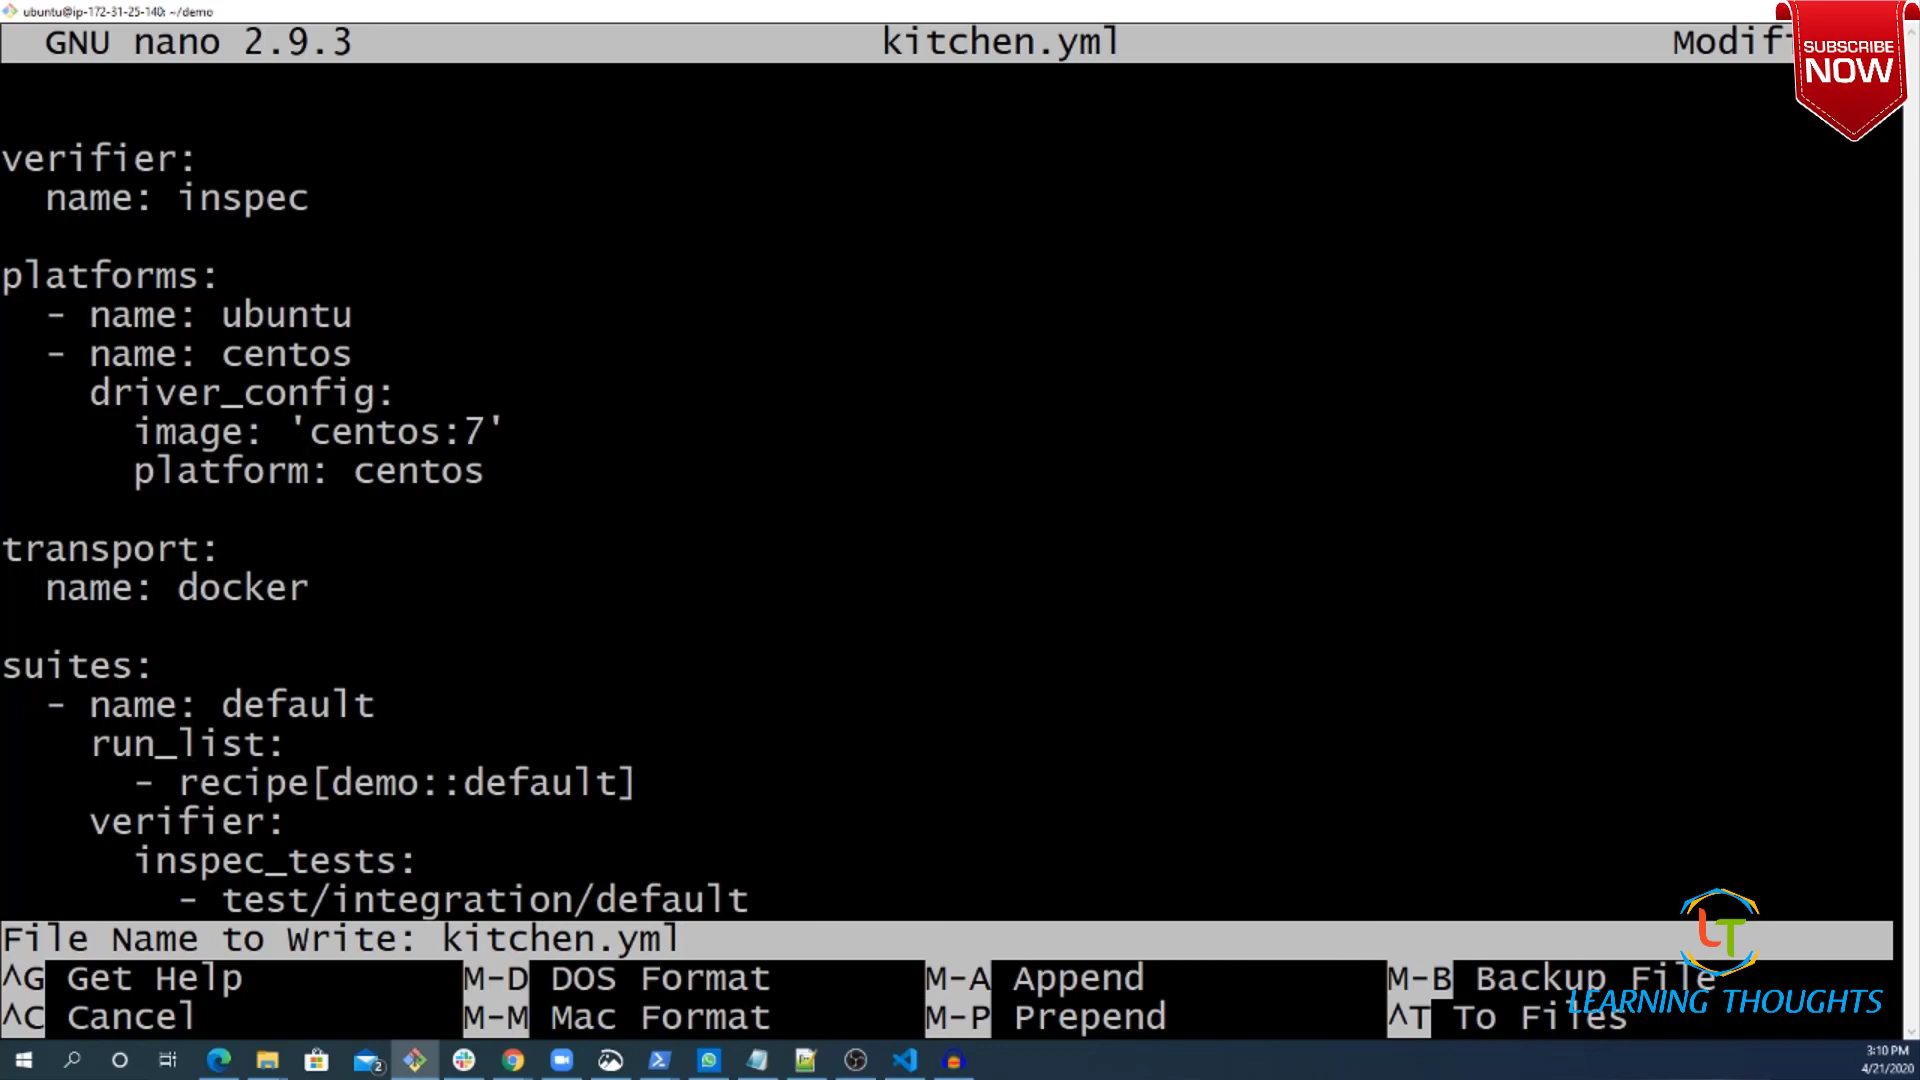 ubuntu@ip-172-31-25-140: ~/demo
GNU nano 2.9.3 kitchen.yml Modifi
SUBSCRIBE
NOW
verifier:
  name: inspec
platforms:
  - name: ubuntu
  - name: centos
    driver_config:
      image: 'centos:7'
      platform: centos
transport:
  name: docker
suites:
  - name: default
    run_list:
      - recipe[demo::default]
    verifier:
      inspec_tests:
        - test/integration/default
File Name to Write: kitchen.yml
^G Get Help M-D DOS Format M-A Append M-B Backup File
^C Cancel M-M Mac Format M-P Prepend ^T To Files
LT
LEARNING THOUGHTS
2
3:10 PM
4/21/2020